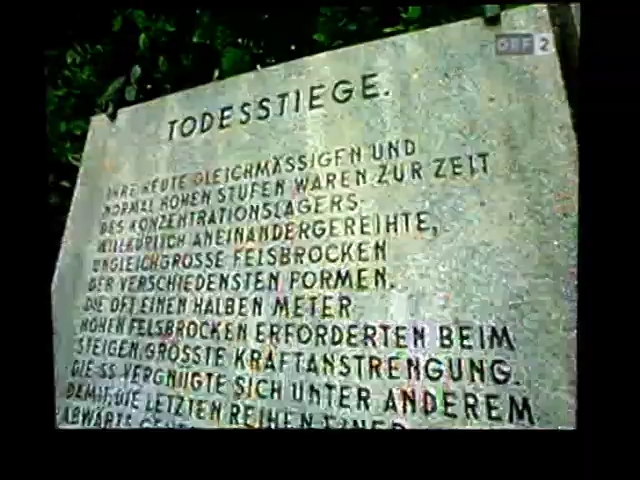 ORF 2
TODESSTIEGE.
IHRE HEUTE GLEICHMÄSSIGEN UND
NORMAL HOHEN STUFEN WAREN ZUR ZEIT
DES KONZENTRATIONSLAGERS
WILLKÜRLICH ANEINANDERGEREIHTE,
UNGLEICHGROSSE FELSBROCKEN
DER VERSCHIEDENSTEN FORMEN.
DIE OFT EINEN HALBEN METER
HOHEN FELSBROCKEN ERFORDERTEN BEIM
STEIGEN GRÖSSTE KRAFTANSTRENGUNG.
DIE SS VERGNÜGTE SICH UNTER ANDEREM
DAMIT, DIE LETZTEN REIHEN EINER
ABWÄRTS